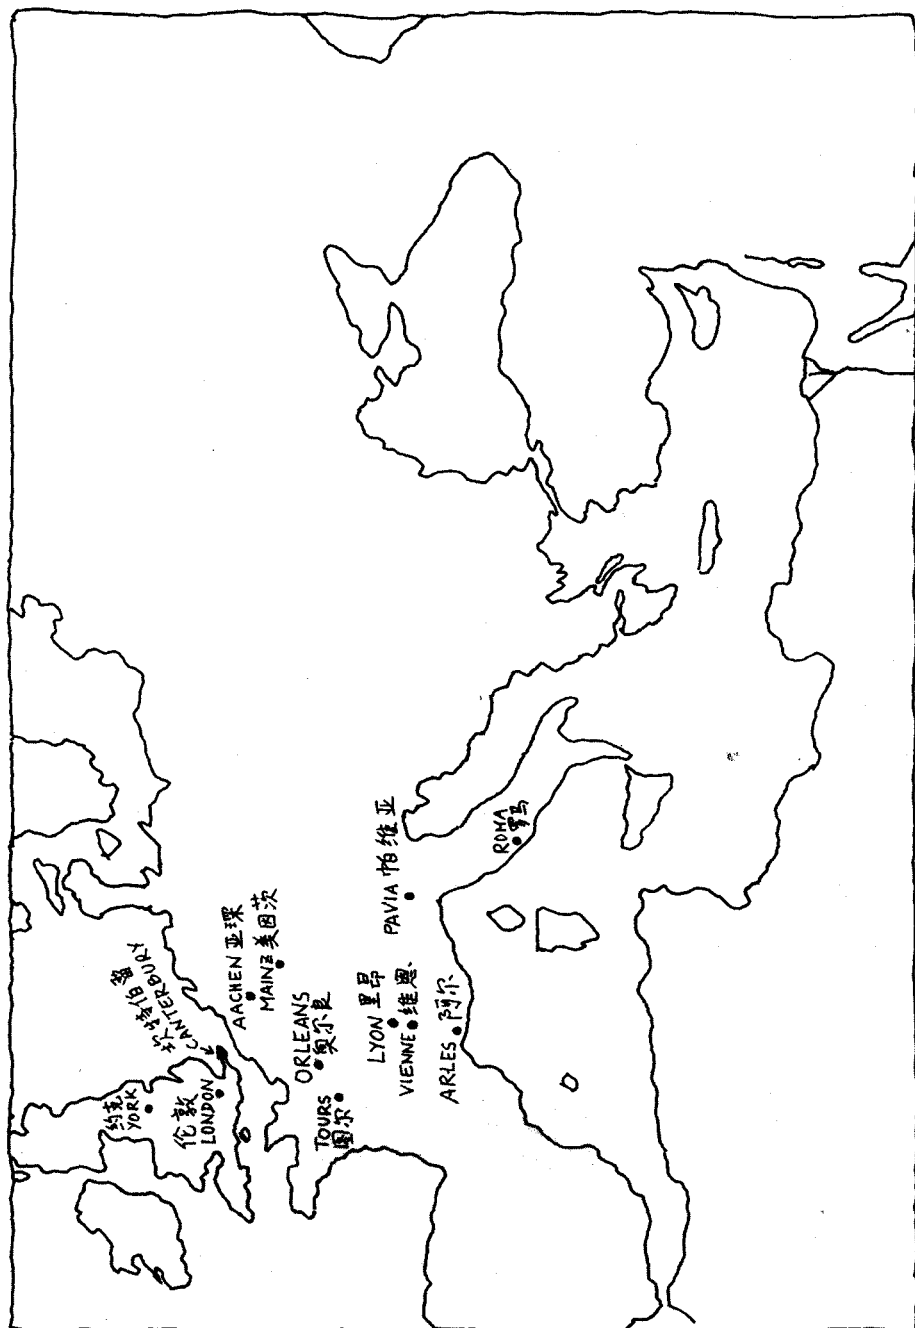 约克
YORK
伦敦
LONDON
坎特伯雷
CANTERBURY
AACHEN 亚琛
MAINZ 美因茨
ORLEANS
奥尔良
TOURS
图尔
LYON 里昂
VIENNE 维恩
ARLES 阿尔
PAVIA 帕维亚
ROMA
罗马